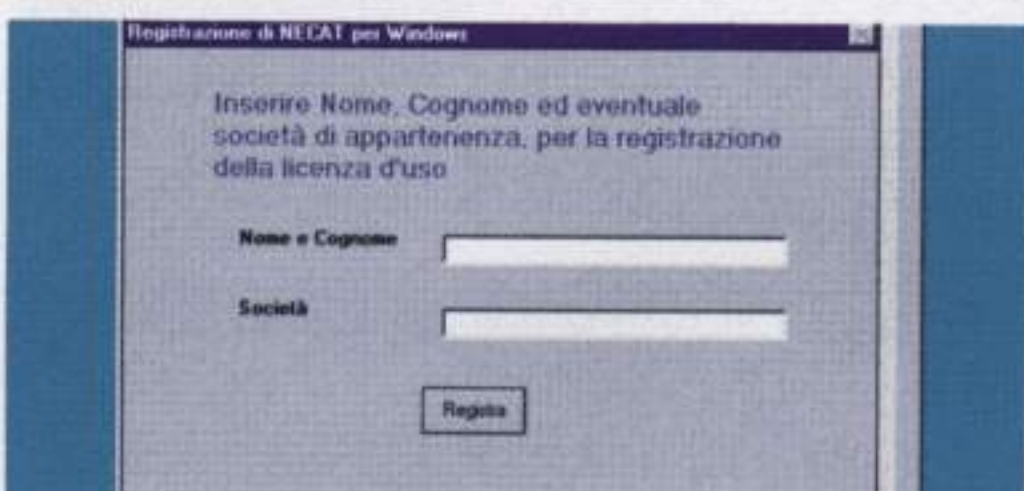 Registrazione di NECAT per Windows
Inserire Nome, Cognome ed eventuale
società di appartenenza, per la registrazione
della licenza d'uso
Nome e Cognome
Società
Registra